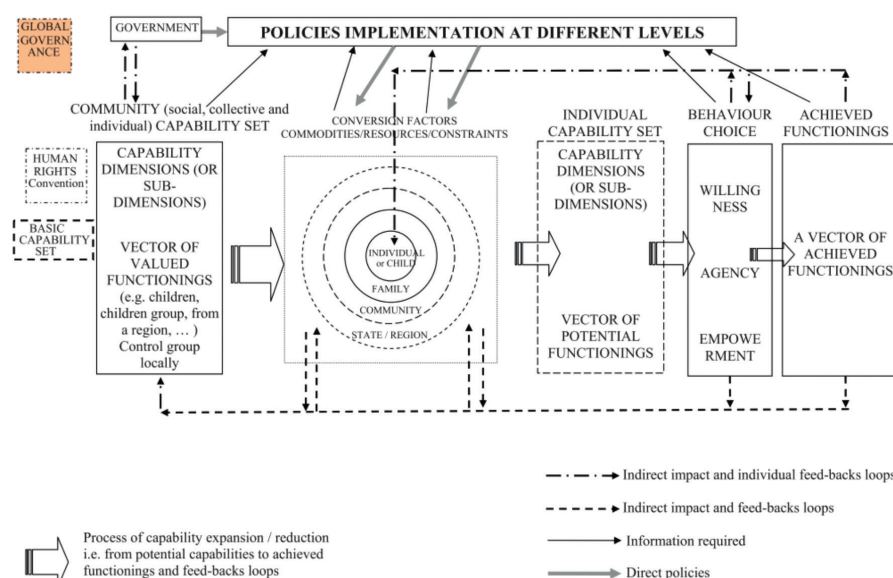 GLOBAL
GOVERN
ANCE
GOVERNMENT
POLICIES IMPLEMENTATION AT DIFFERENT LEVELS
COMMUNITY (social, collective and
individual) CAPABILITY SET
CONVERSION FACTORS
COMMODITIES/RESOURCES/CONSTRAINTS
INDIVIDUAL
CAPABILITY SET
BEHAVIOUR
CHOICE
ACHIEVED
FUNCTIONINGS
HUMAN
RIGHTS
Convention
BASIC
CAPABILITY
SET
CAPABILITY
DIMENSIONS (OR
SUB-
DIMENSIONS)
VECTOR OF
VALUED
FUNCTIONINGS
(e.g. children,
children group, from
a region, … )
Control group
locally
INDIVIDUAL
or CHILD
FAMILY
COMMUNITY
STATE / REGION
CAPABILITY
DIMENSIONS
(OR SUB-
DIMENSIONS)
VECTOR OF
POTENTIAL
FUNCTIONINGS
WILLING
NESS
AGENCY
EMPOWE
RMENT
A VECTOR OF
ACHIEVED
FUNCTIONINGS
Indirect impact and individual feed-backs loops
Indirect impact and feed-backs loops
Information required
Direct policies
Process of capability expansion / reduction
i.e. from potential capabilities to achieved
functionings and feed-backs loops